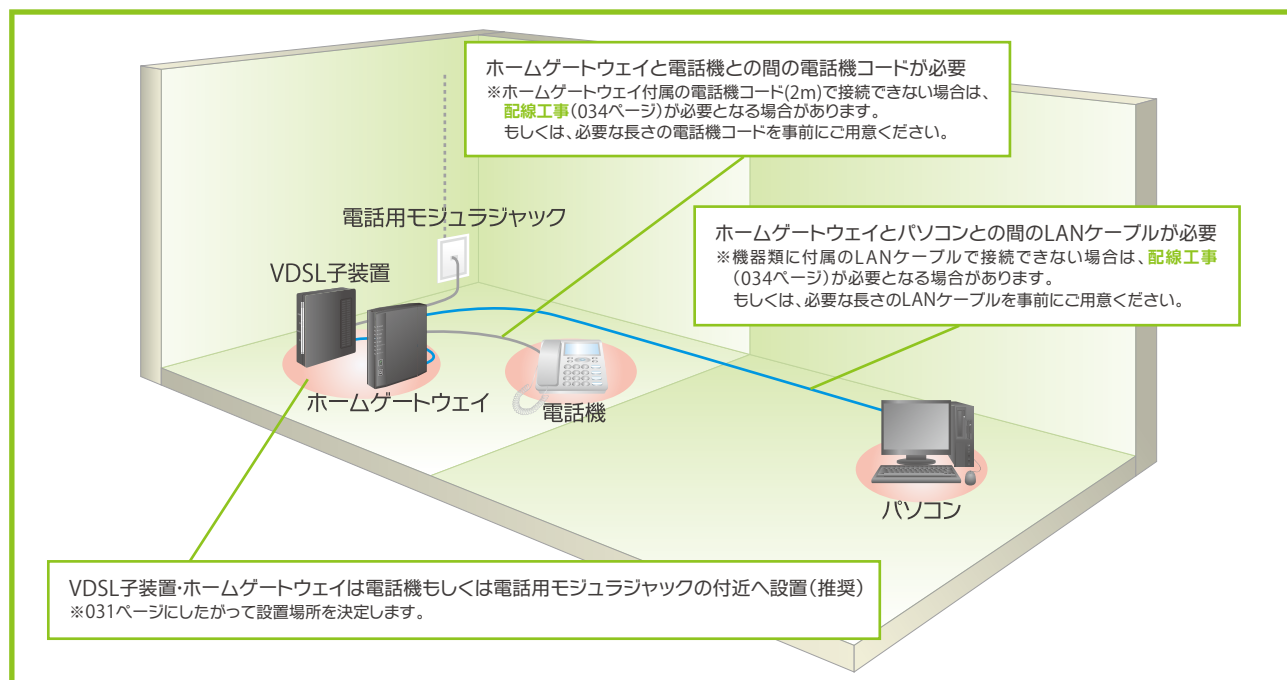 ホームゲートウェイと電話機との間の電話機コードが必要
※ホームゲートウェイ付属の電話機コード(2m)で接続できない場合は、
配線工事(034ページ)が必要となる場合があります。
もしくは、必要な長さの電話機コードを事前にご用意ください。
電話用モジュラジャック
ホームゲートウェイとパソコンとの間のLANケーブルが必要
※機器類に付属のLANケーブルで接続できない場合は、配線工事
(034ページ)が必要となる場合があります。
もしくは、必要な長さのLANケーブルを事前にご用意ください。
VDSL子装置
ホームゲートウェイ
電話機
パソコン
VDSL子装置・ホームゲートウェイは電話機もしくは電話用モジュラジャックの付近へ設置(推奨)
※031ページにしたがって設置場所を決定します。